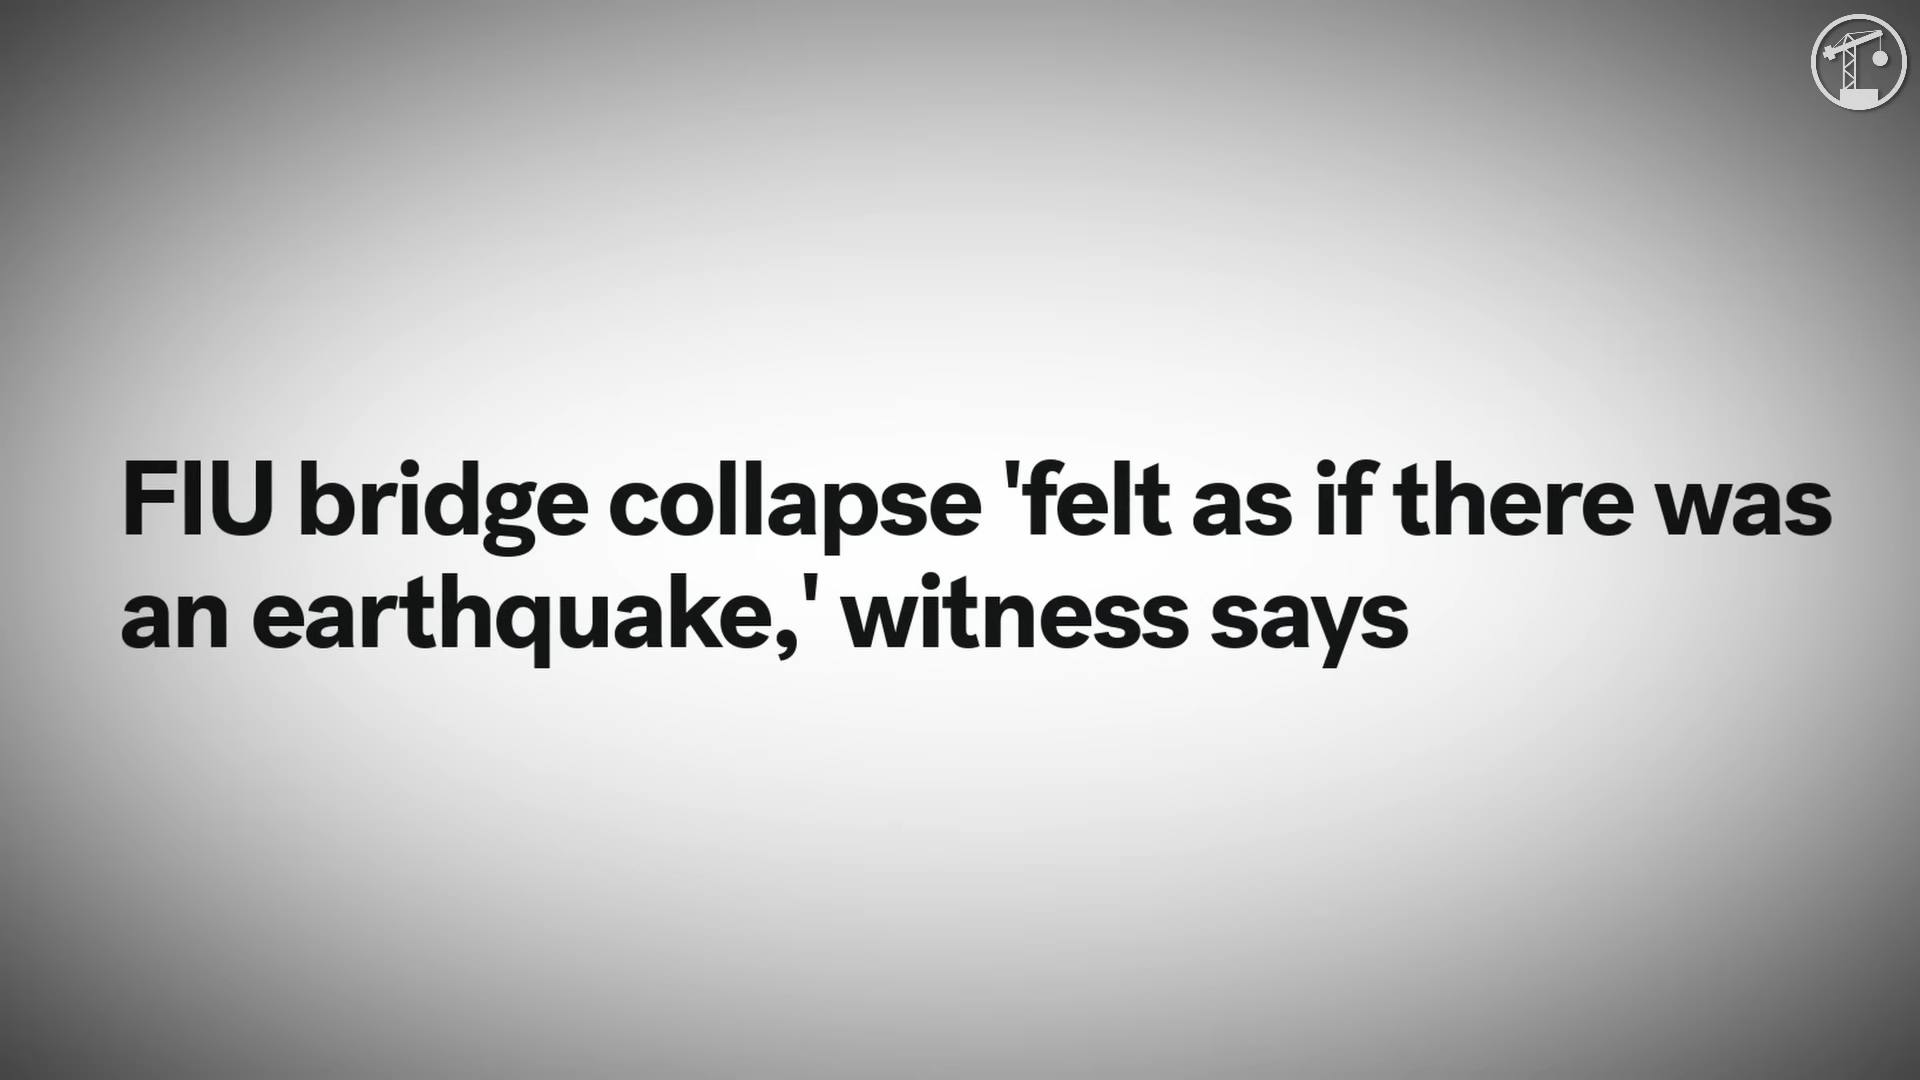 FIU bridge collapse 'felt as if there was
an earthquake,' witness says